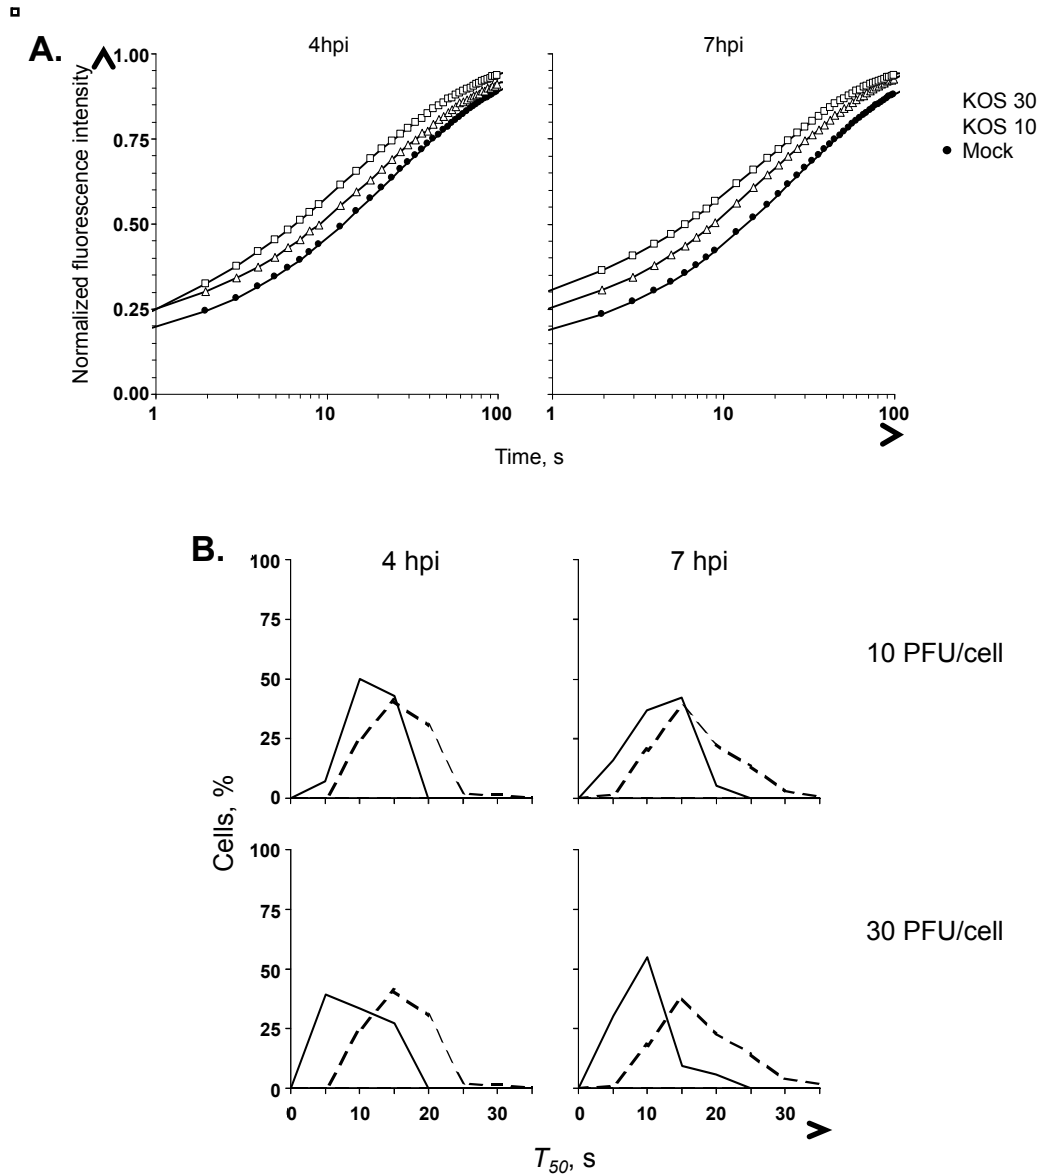 A.
4hpi
7hpi
Normalized fluorescence intensity
1.00
0.75
0.50
0.25
0.00
1
10
100
1
10
100
Time, s
KOS 30
KOS 10
Mock
B.
4 hpi
7 hpi
100
75
50
25
0
10 PFU/cell
Cells, %
100
75
50
25
0
30 PFU/cell
0
10
20
30
0
10
20
30
T50, s